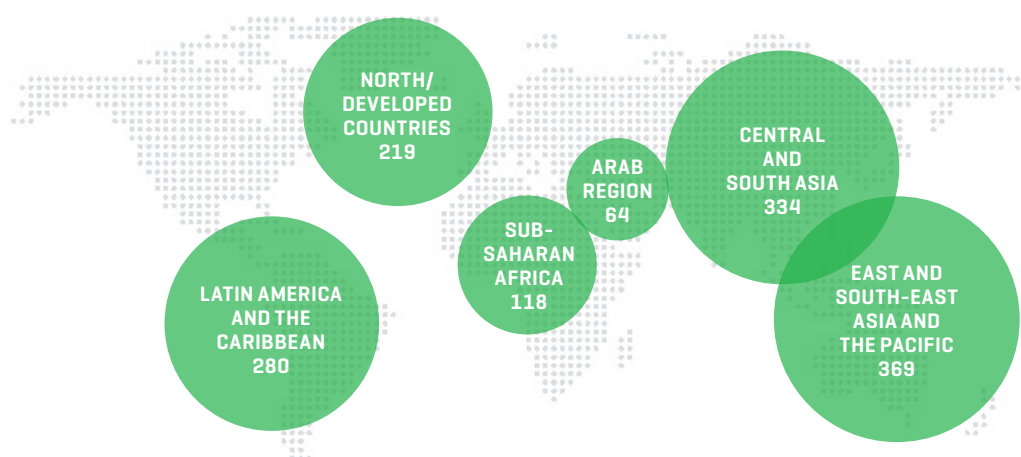 NORTH/
DEVELOPED
COUNTRIES
219
CENTRAL
AND
SOUTH ASIA
334
ARAB
REGION
64
SUB-
SAHARAN
AFRICA
118
EAST AND
SOUTH-EAST
ASIA AND
THE PACIFIC
369
LATIN AMERICA
AND THE
CARIBBEAN
280